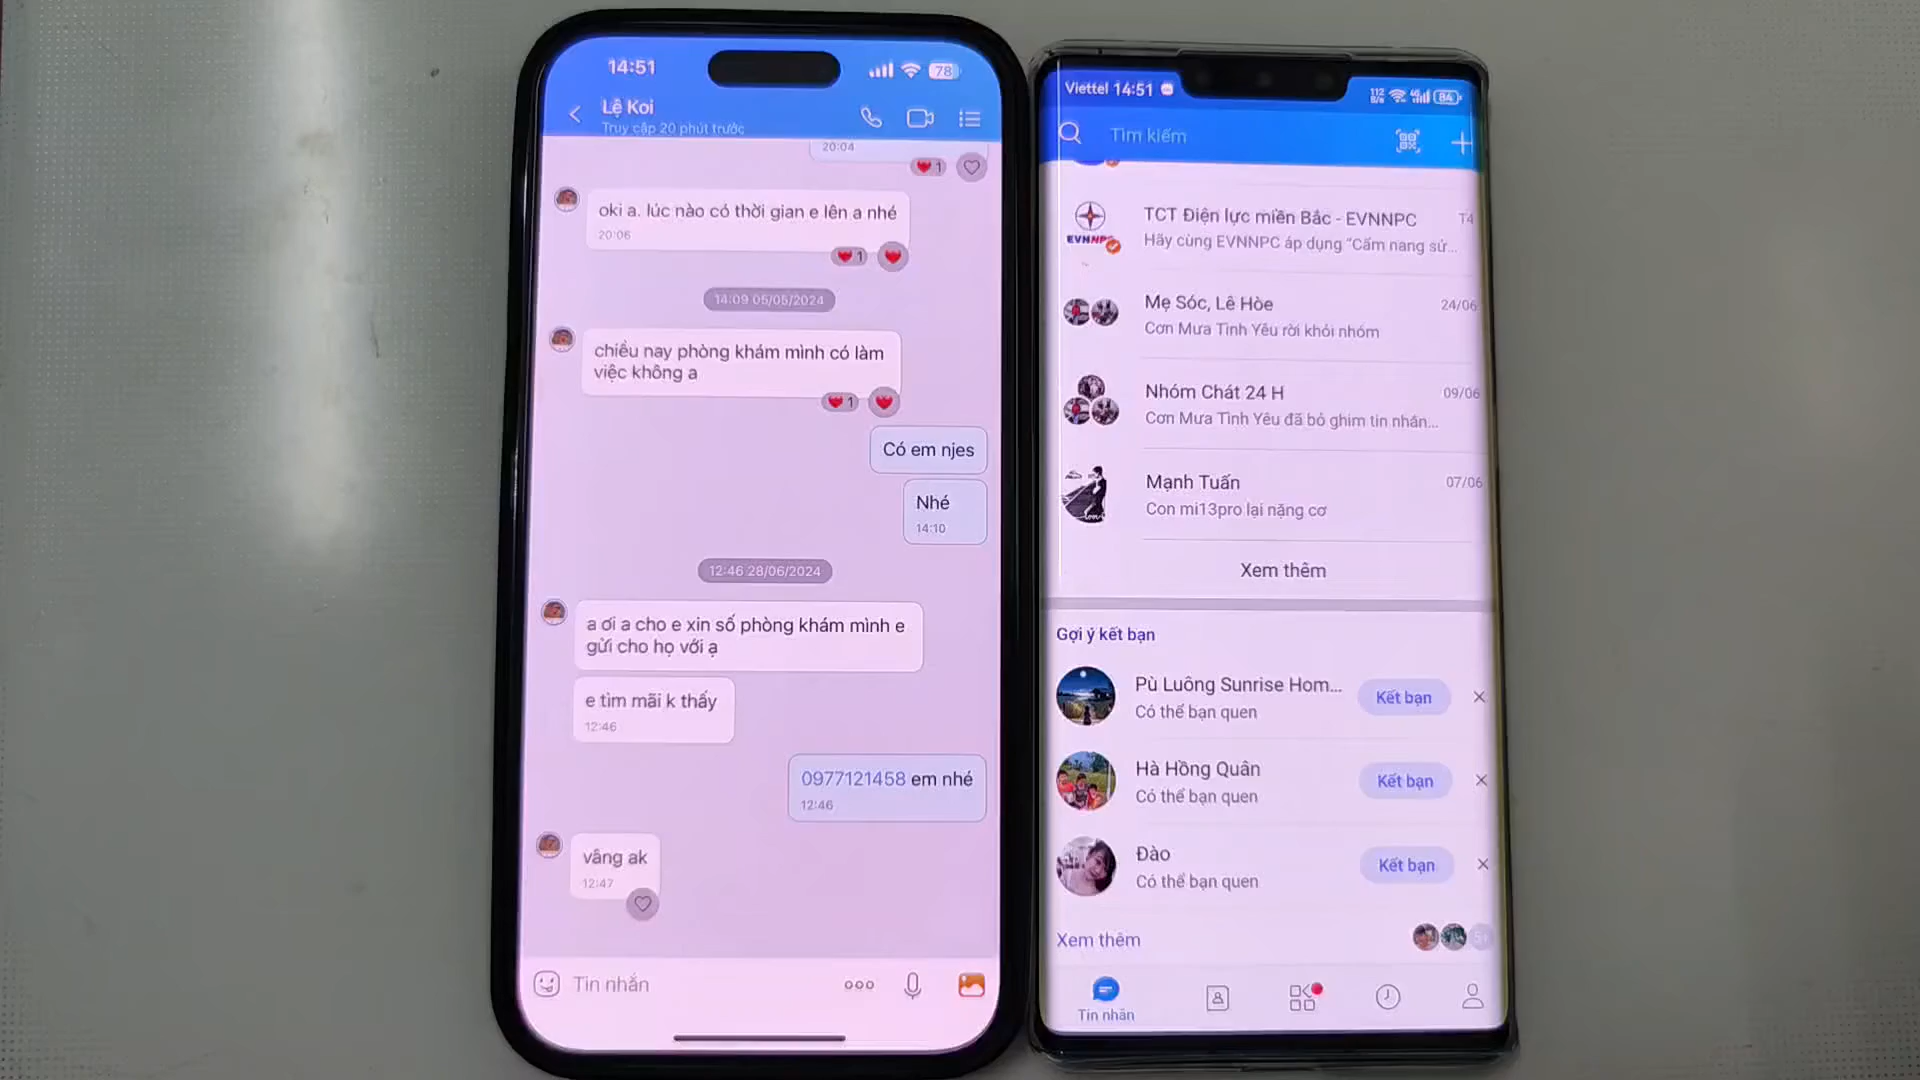 14:51
78
Lệ Koi
Truy cập 20 phút trước
20:04
1
oki a. lúc nào có thời gian e lên a nhé
20:06
1
14:09 05/05/2024
chiều nay phòng khám mình có làm
việc không a
1
Có em njes
Nhé
14:10
12:46 28/06/2024
a ơi a cho e xin số phòng khám mình e
gửi cho họ với ạ
e tìm mãi k thấy
12:46
0977121458 em nhé
12:46
vâng ak
12:47
Tin nhắn
Viettel 14:51
112
B/s
4G
84
Tìm kiếm
EVNNPC
TCT Điện lực miền Bắc - EVNNPC
T4
Hãy cùng EVNNPC áp dụng “Cẩm nang sử...
Mẹ Sóc, Lê Hòe
24/06
Cơn Mưa Tình Yêu rời khỏi nhóm
Nhóm Chát 24 H
09/06
Cơn Mưa Tình Yêu đã bỏ ghim tin nhắn...
Mạnh Tuấn
07/06
Con mi13pro lại nặng cơ
Xem thêm
Gợi ý kết bạn
Pù Luông Sunrise Hom...
Có thể bạn quen
Kết bạn
Hà Hồng Quân
Có thể bạn quen
Kết bạn
Đào
Có thể bạn quen
Kết bạn
Xem thêm
Tin nhắn